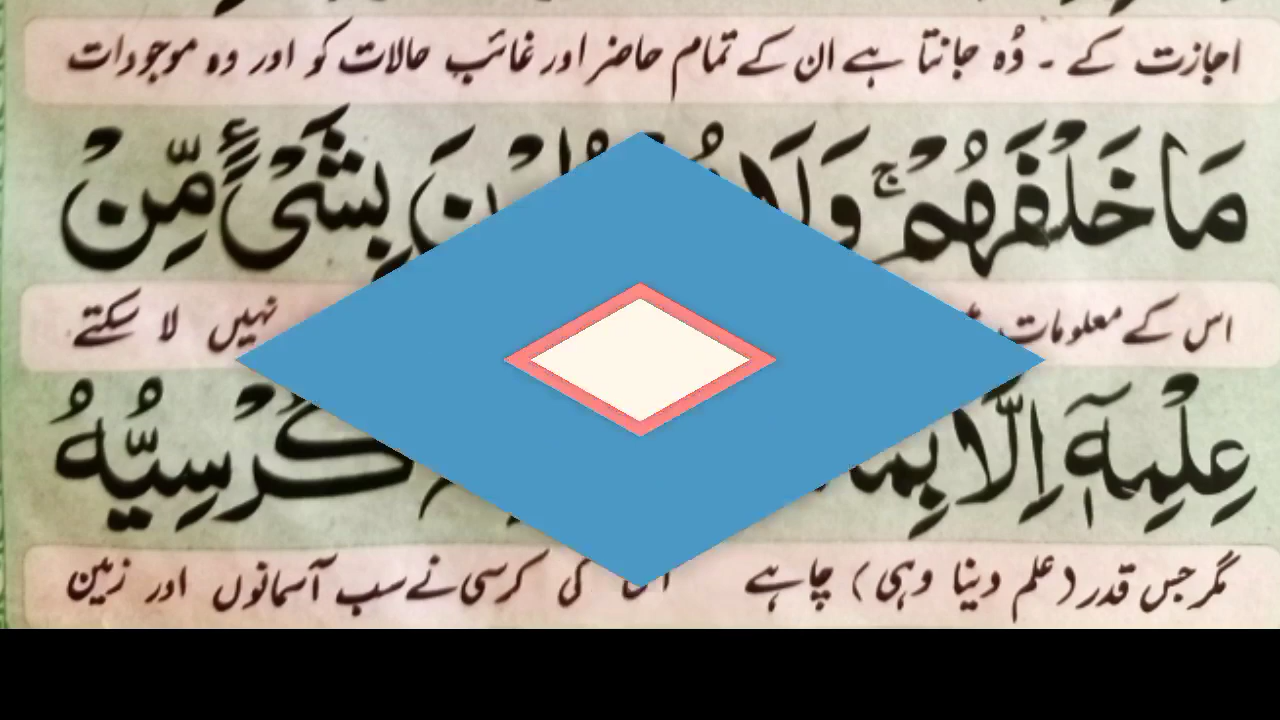 اجازت کے ۔ وُہ جانتا ہے ان کے تمام حاضر اور غائب حالات کو اور وہ موجودات
مَا خَلْفَهُمْ ۚ وَلَا بِشَیْءٍ مِّنْ
اس کے معلومات نہیں لا سکتے
عِلْمِهٖٓ اِلَّا بِمَا كُرْسِیُّهُ
مگر جس قدر (علم دینا وہی) چاہے کی کرسی نے سب آسمانوں اور زمین